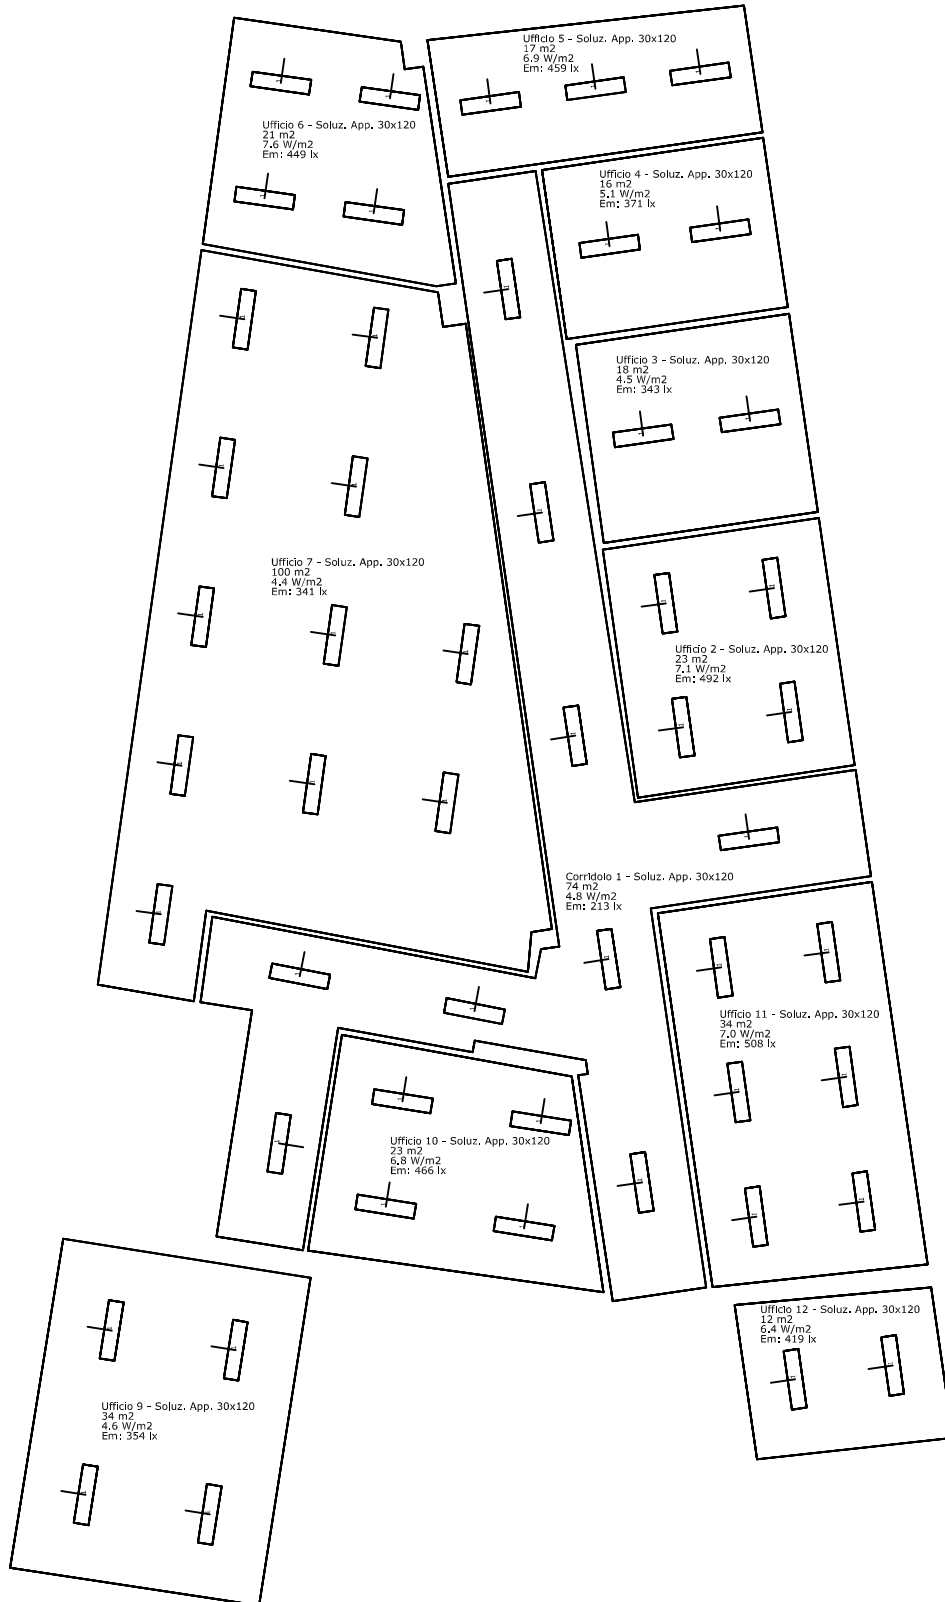 Ufficio 5 - Soluz. App. 30x120
17 m2
6.9 W/m2
Em: 459 lx
Ufficio 6 - Soluz. App. 30x120
21 m2
7.6 W/m2
Em: 449 lx
Ufficio 4 - Soluz. App. 30x120
16 m2
5.1 W/m2
Em: 371 lx
Ufficio 3 - Soluz. App. 30x120
18 m2
4.5 W/m2
Em: 343 lx
Ufficio 7 - Soluz. App. 30x120
100 m2
4.4 W/m2
Em: 341 lx
Ufficio 2 - Soluz. App. 30x120
23 m2
7.1 W/m2
Em: 492 lx
Corridoio 1 - Soluz. App. 30x120
74 m2
4.8 W/m2
Em: 213 lx
Ufficio 11 - Soluz. App. 30x120
34 m2
7.0 W/m2
Em: 508 lx
Ufficio 10 - Soluz. App. 30x120
23 m2
6.8 W/m2
Em: 466 lx
Ufficio 12 - Soluz. App. 30x120
12 m2
6.4 W/m2
Em: 419 lx
Ufficio 9 - Soluz. App. 30x120
34 m2
4.6 W/m2
Em: 354 lx